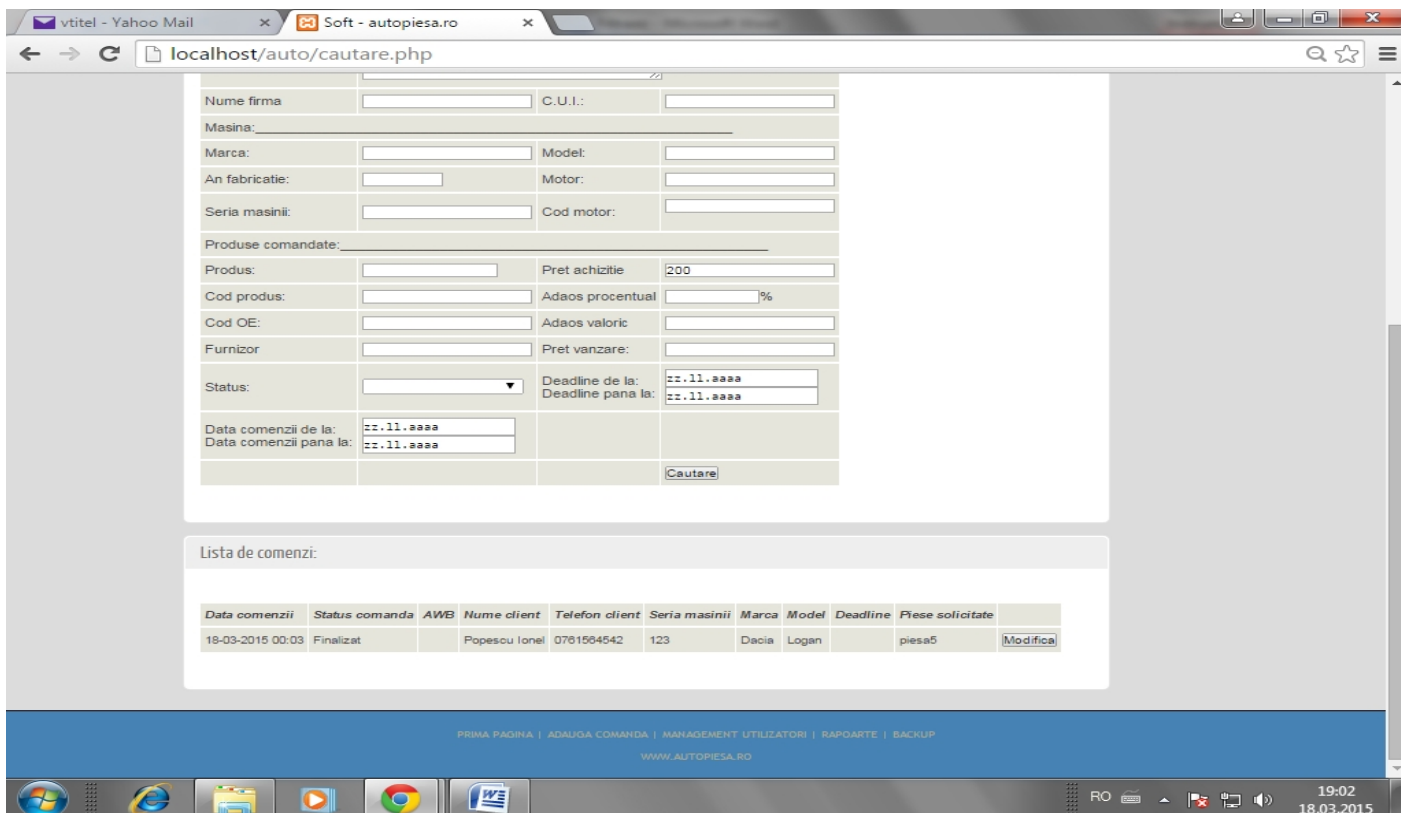 vtitel - Yahoo Mail
Soft - autopiesa.ro
localhost/auto/cautare.php
Nume firma C.U.I.:
Masina:
Marca: Model:
An fabricatie: Motor:
Seria masinii: Cod motor:
Produse comandate:
Produs: Pret achizitie 200
Cod produs: Adaos procentual %
Cod OE: Adaos valoric
Furnizor Pret vanzare:
Status: Deadline de la: zz.ll.aaaa
Deadline pana la: zz.ll.aaaa
Data comenzii de la: zz.ll.aaaa
Data comenzii pana la: zz.ll.aaaa
Cautare
Lista de comenzi:
Data comenzii Status comanda AWB Nume client Telefon client Seria masinii Marca Model Deadline Piese solicitate
18-03-2015 00:03 Finalizat Popescu Ionel 0761564542 123 Dacia Logan piesa5 Modifica
PRIMA PAGINA | ADAUGA COMANDA | MANAGEMENT UTILIZATORI | RAPOARTE | BACKUP
WWW.AUTOPIESA.RO
RO 19:02
18.03.2015